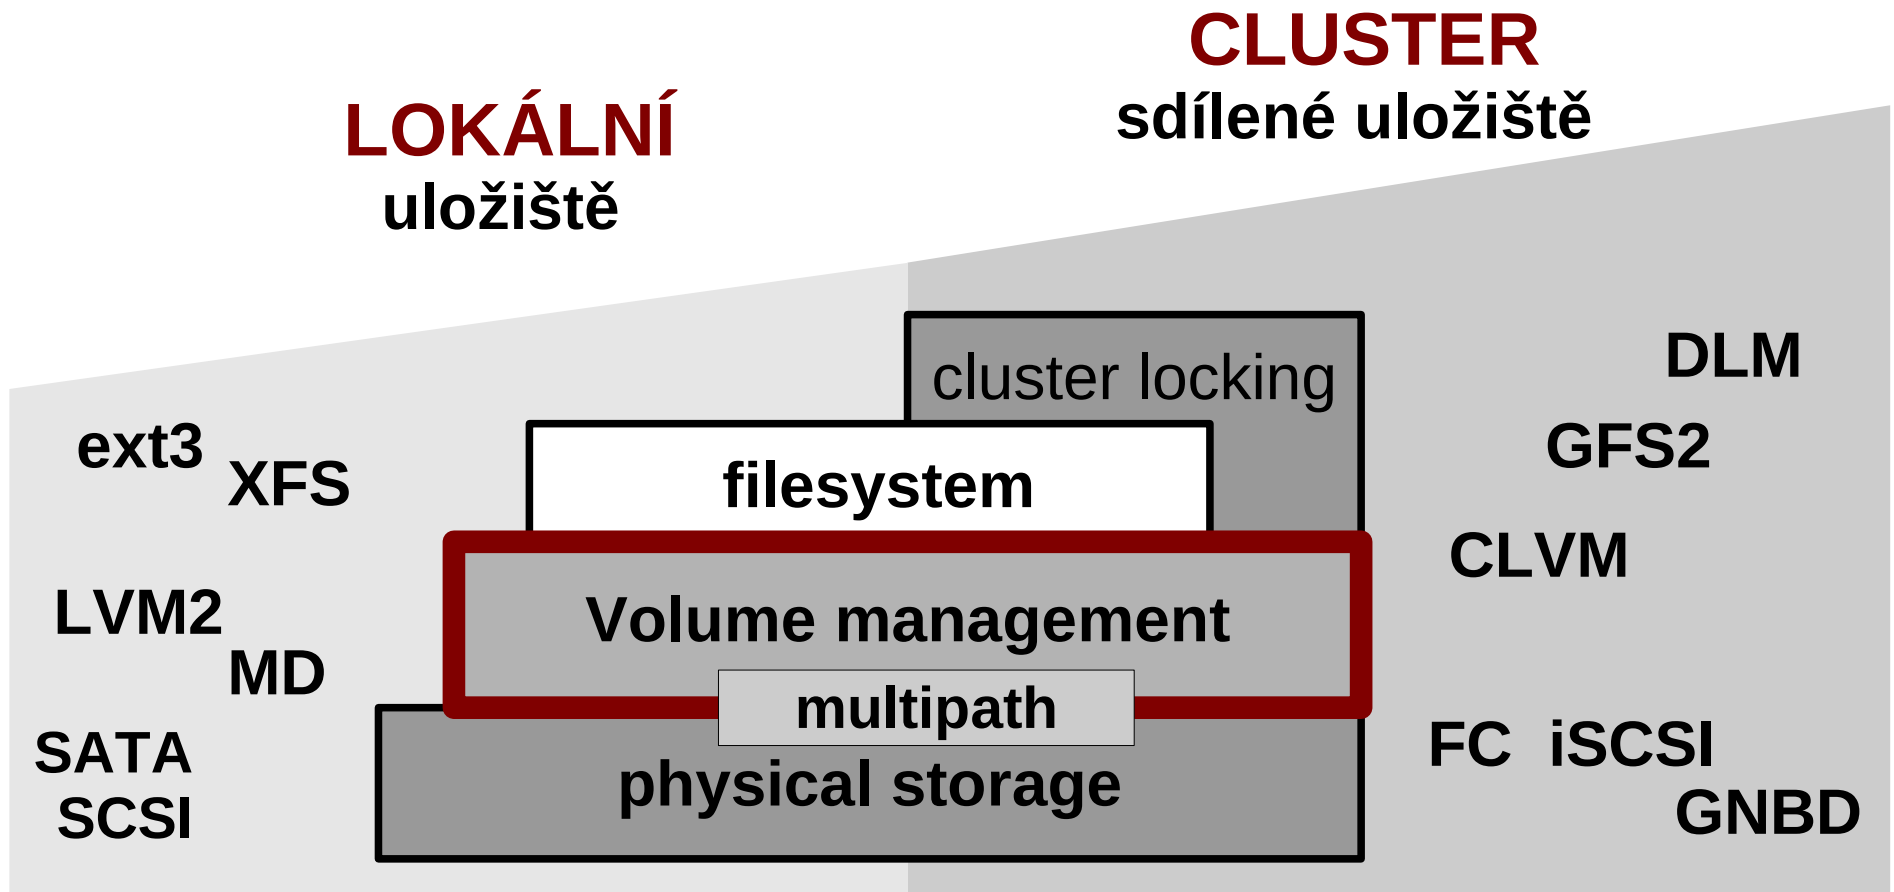 CLUSTER
sdílené uložiště
LOKÁLNÍ
uložiště
cluster locking
DLM
ext3
XFS
filesystem
GFS2
CLVM
LVM2
MD
Volume management
multipath
SATA
SCSI
physical storage
FC iSCSI
GNBD